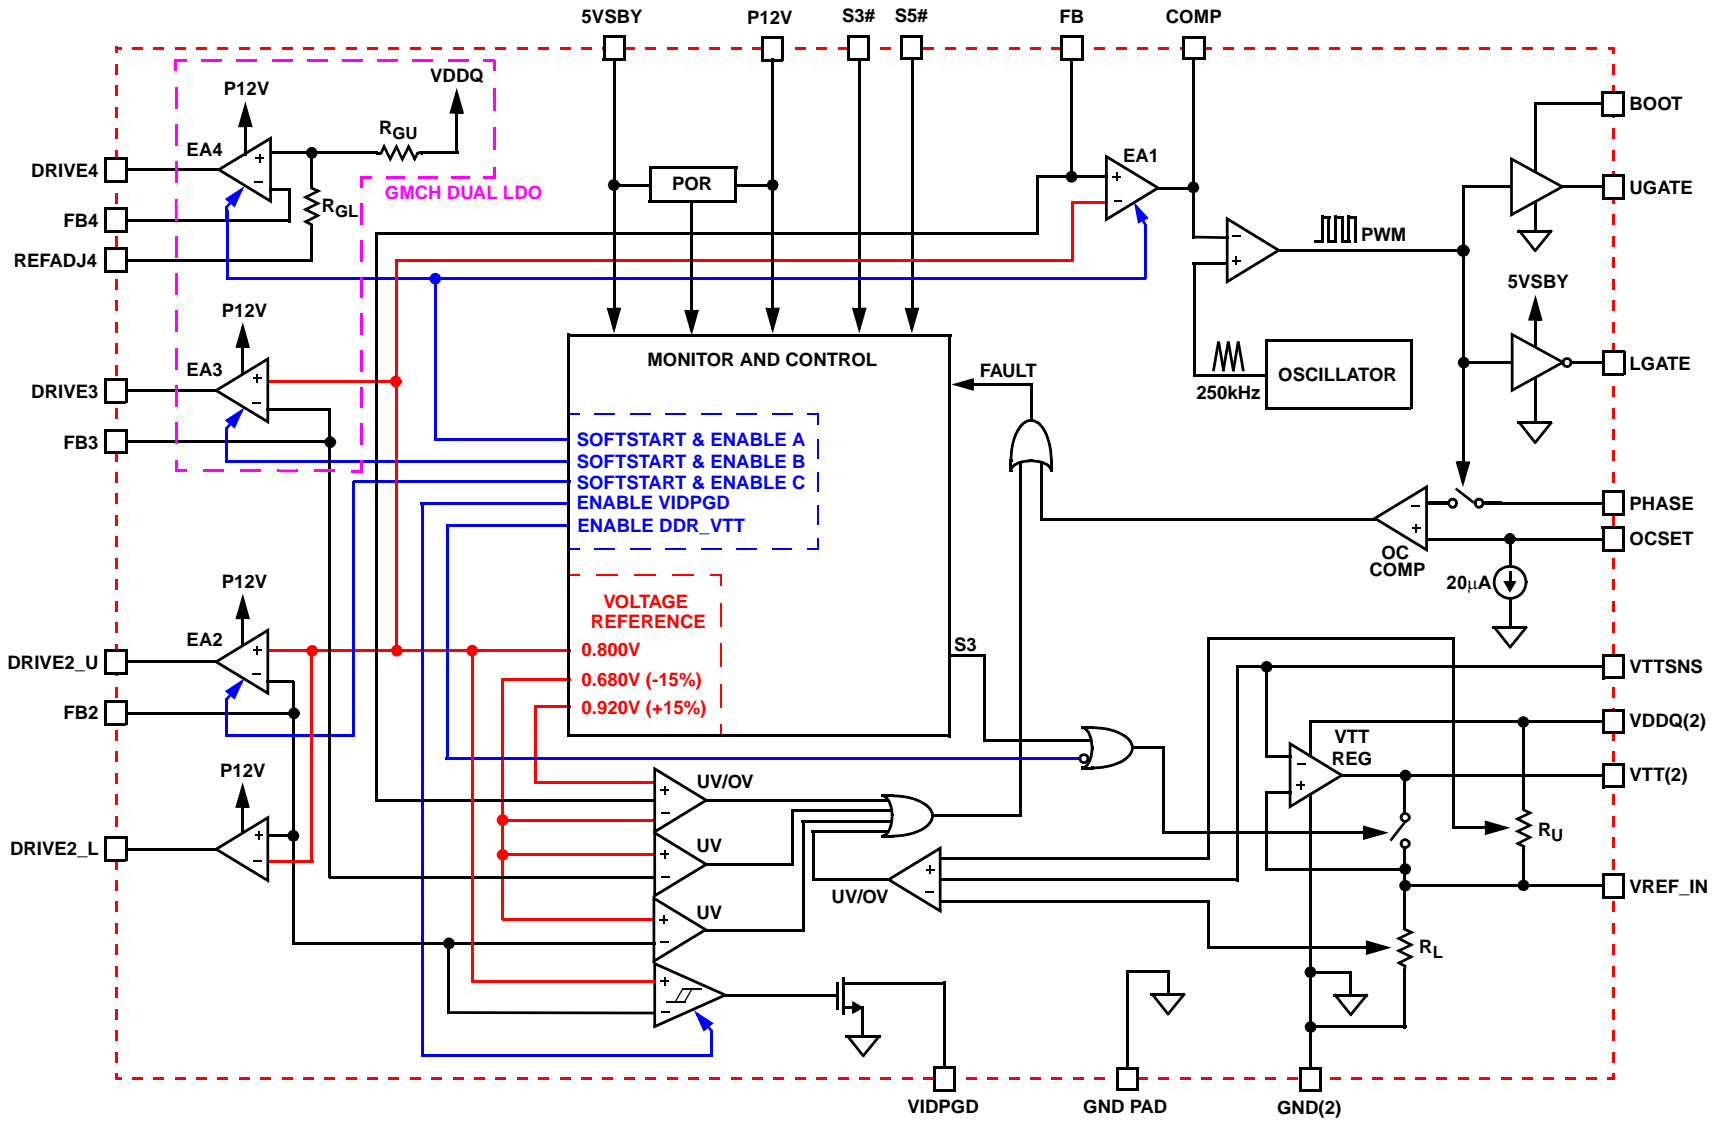 5VSBY
P12V
S3#
S5#
FB
COMP
VDDQ
P12V
BOOT
RGU
EA4
EA1
DRIVE4
GMCH DUAL LDO
POR
UGATE
RGL
FB4
PWM
REFADJ4
5VSBY
P12V
MONITOR AND CONTROL
EA3
FAULT
OSCILLATOR
LGATE
DRIVE3
250kHz
FB3
SOFTSTART & ENABLE A
SOFTSTART & ENABLE B
SOFTSTART & ENABLE C
ENABLE VIDPGD
ENABLE DDR_VTT
PHASE
OCSET
OC
COMP
20µA
P12V
VOLTAGE
REFERENCE
EA2
0.800V
S3
DRIVE2_U
VTTSNS
0.680V (-15%)
0.920V (+15%)
FB2
VDDQ(2)
VTT
REG
P12V
VTT(2)
UV/OV
RU
UV
DRIVE2_L
UV/OV
VREF_IN
UV
RL
VIDPGD
GND PAD
GND(2)